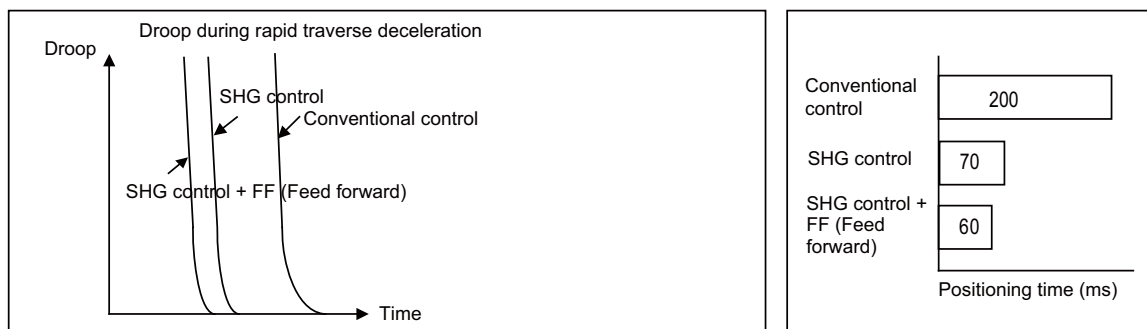 Droop during rapid traverse deceleration
Droop
SHG control
Conventional control
SHG control + FF (Feed forward)
Time
Conventional
control
200
SHG control
70
SHG control +
FF (Feed
forward)
60
Positioning time (ms)